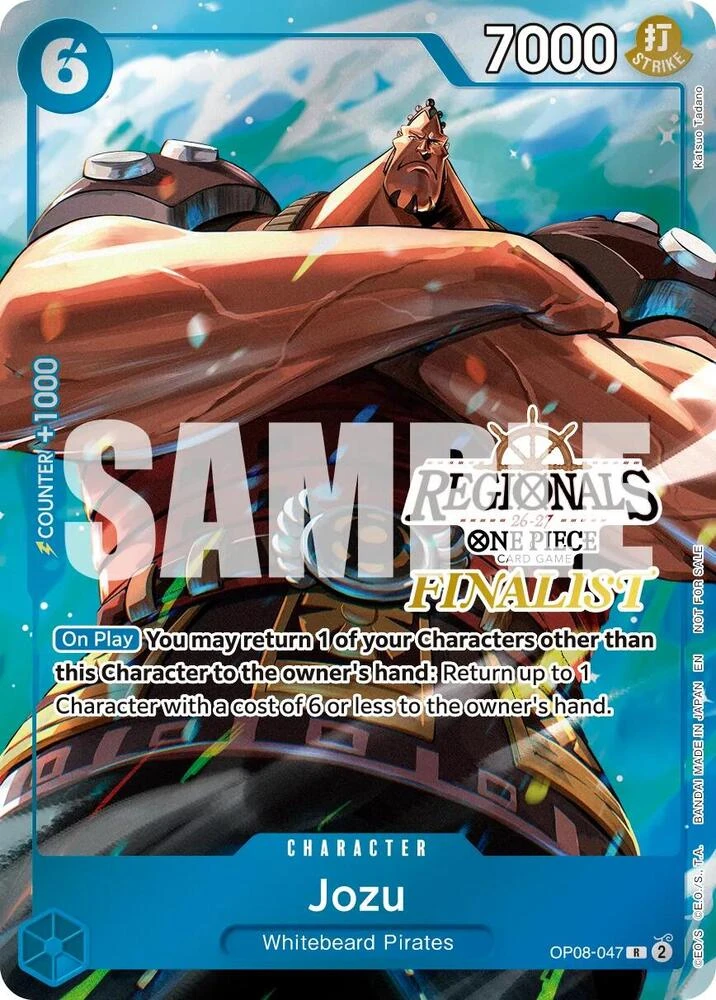 6
7000
打
STRIKE
Katsuo Tadano
COUNTER +1000
SAMPLE
REGIONALS
26-27
ONE PIECE
CARD GAME
FINALIST
On Play You may return 1 of your Characters other than
this Character to the owner's hand: Return up to 1
Character with a cost of 6 or less to the owner's hand.
CHARACTER
Jozu
Whitebeard Pirates
OP08-047 R 2
©E.O/S ©E.O./S., T.A. BANDAI MADE IN JAPAN EN NOT FOR SALE